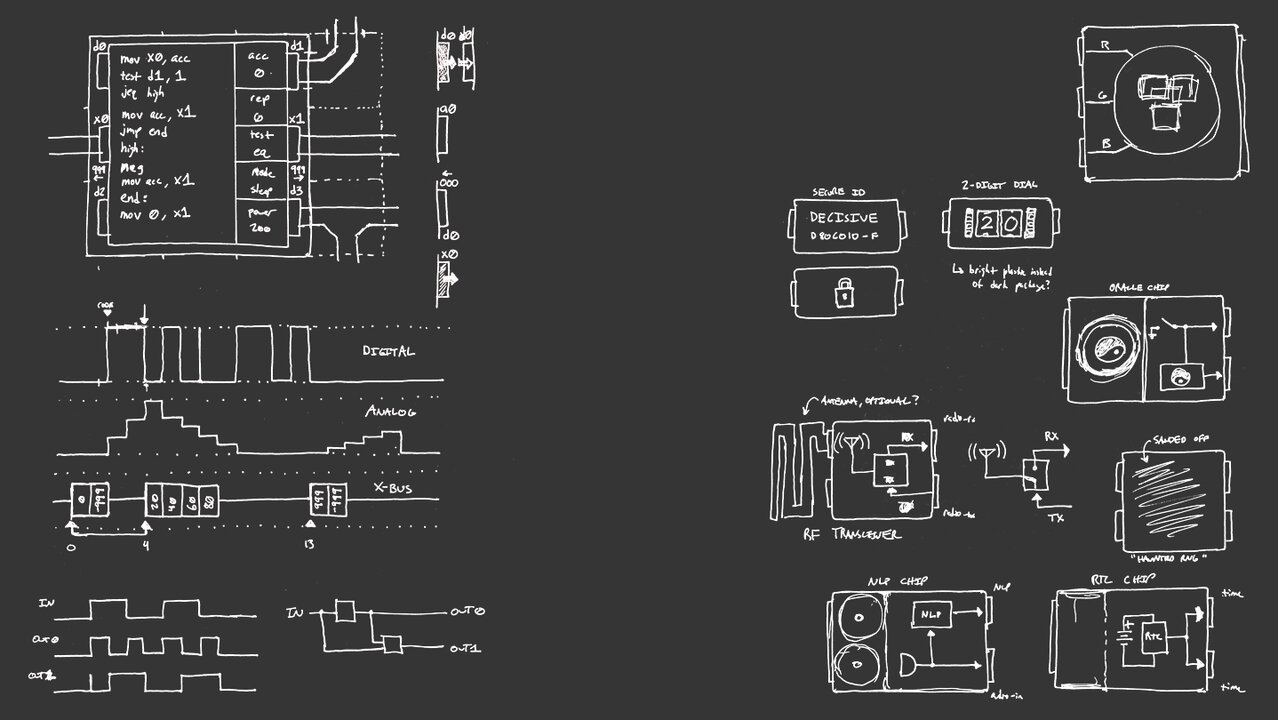 d0
d1
mov x0, acc
test d1, 1
jeq high
mov acc, x1
jmp end
high:
neg
mov acc, x1
end:
mov 0, x1
acc
0
rep
0
test
eq
mode
sleep
power
200
x0
x1
999
999
d2
d3
d0
d0
a0
000
d0
x0
DIGITAL
ANALOG
X-BUS
0
-999
20
40
60
80
999
-999
0
4
13
IN
OUT0
OUT1
IN
OUT0
OUT1
R
G
B
SECURE ID
DECISIVE
D80C010-F
2-DIGIT DIAL
2 0
↳ bright plastic instead
of dark package?
ORACLE CHIP
ANTENNA, OPTIONAL?
radio-rx
RX
TX
radio-tx
RF TRANSCEIVER
RX
TX
SANDED OFF
"HAUNTED RNG"
NLP CHIP
NLP
NLP
audio-in
RTC CHIP
time
RTC
time